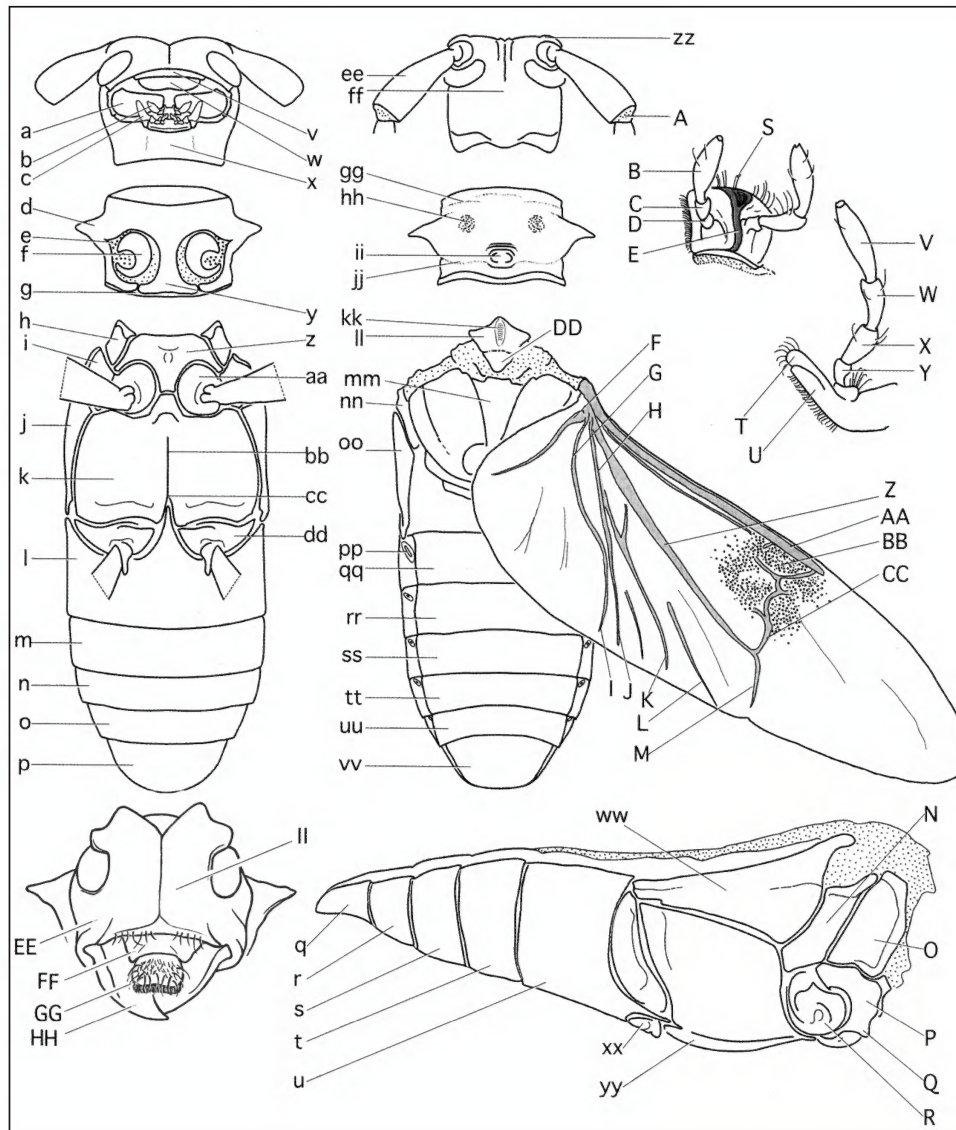 a
b
c
v
w
x
d
e
f
g
y
h
i
j
k
l
m
n
o
p
z
aa
bb
cc
dd
zz
ee
ff
A
gg
hh
ii
jj
kk
ll
DD
mm
nn
oo
pp
qq
rr
ss
tt
uu
vv
F
G
H
I
J
K
L
M
Z
AA
BB
CC
S
B
C
D
E
V
W
X
Y
T
U
II
EE
FF
GG
HH
ww
N
O
P
Q
R
q
r
s
t
u
xx
yy